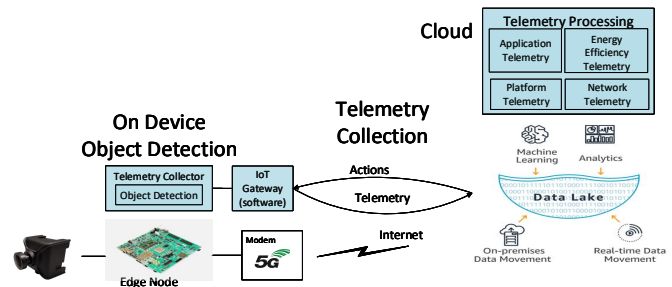 Cloud
Telemetry Processing
Application
Telemetry
Energy
Efficiency
Telemetry
Platform
Telemetry
Network
Telemetry
On Device
Object Detection
Telemetry
Collection
Machine
Learning
Analytics
Telemetry Collector
Object Detection
IoT
Gateway
(software)
Actions
Telemetry
Data Lake
On-premises
Data Movement
Real-time Data
Movement
Modem
5G
Internet
Edge Node